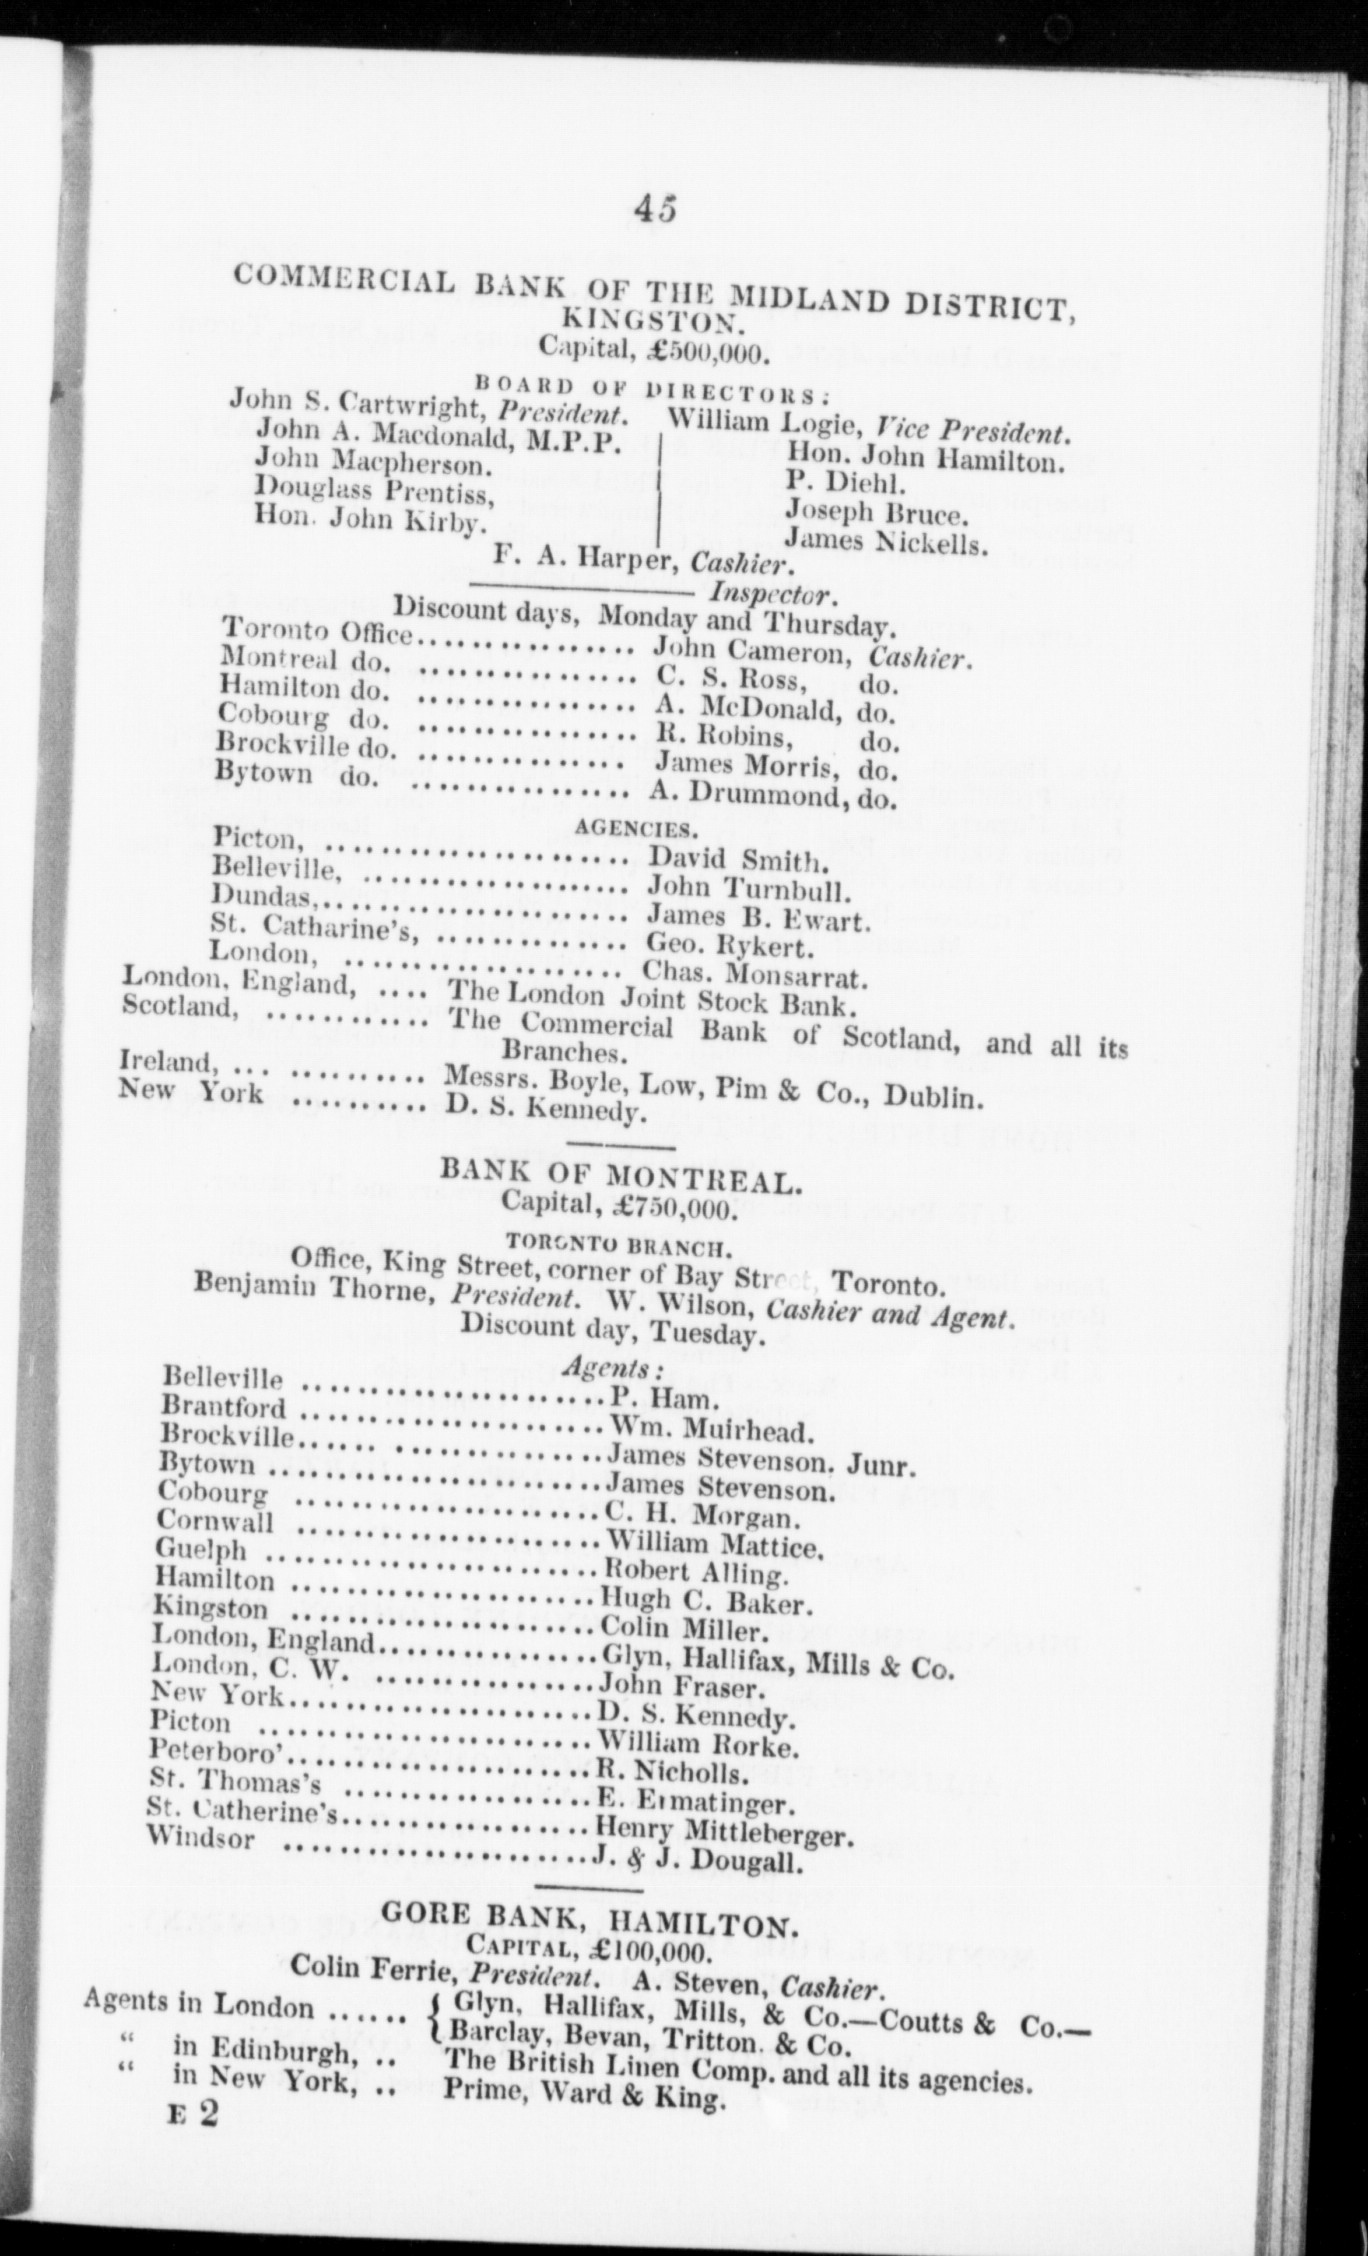 45
COMMERCIAL BANK OF THE MIDLAND DISTRICT,
KINGSTON.
Capital, £500,000.
BOARD OF DIRECTORS:
John S. Cartwright, President. William Logie, Vice President.
John A. Macdonald, M.P.P. | Hon. John Hamilton.
John Macpherson. | P. Diehl.
Douglass Prentiss, | Joseph Bruce.
Hon. John Kirby. | James Nickells.
F. A. Harper, Cashier.
———————— Inspector.
Discount days, Monday and Thursday.
Toronto Office................ John Cameron, Cashier.
Montreal do. ................ C. S. Ross, do.
Hamilton do. ................ A. McDonald, do.
Cobourg do. ................ R. Robins, do.
Brockville do. ............... James Morris, do.
Bytown do. ................ A. Drummond, do.
AGENCIES.
Picton, ...................... David Smith.
Belleville, ................... John Turnbull.
Dundas,...................... James B. Ewart.
St. Catharine's, .............. Geo. Rykert.
London, .................... Chas. Monsarrat.
London, England, .... The London Joint Stock Bank.
Scotland, ............ The Commercial Bank of Scotland, and all its
Branches.
Ireland, ... .......... Messrs. Boyle, Low, Pim & Co., Dublin.
New York .......... D. S. Kennedy.
BANK OF MONTREAL.
Capital, £750,000.
TORONTO BRANCH.
Office, King Street, corner of Bay Street, Toronto.
Benjamin Thorne, President. W. Wilson, Cashier and Agent.
Discount day, Tuesday.
Agents:
Belleville ......................P. Ham.
Brantford ......................Wm. Muirhead.
Brockville...... ...............James Stevenson. Junr.
Bytown ........................James Stevenson.
Cobourg ......................C. H. Morgan.
Cornwall ......................William Mattice.
Guelph ........................Robert Alling.
Hamilton ......................Hugh C. Baker.
Kingston ......................Colin Miller.
London, England................Glyn, Hallifax, Mills & Co.
London, C. W. ................John Fraser.
New York......................D. S. Kennedy.
Picton ........................William Rorke.
Peterboro'......................R. Nicholls.
St. Thomas's ..................E. Ermatinger.
St. Catherine's..................Henry Mittleberger.
Windsor ......................J. & J. Dougall.
GORE BANK, HAMILTON.
CAPITAL, £100,000.
Colin Ferrie, President. A. Steven, Cashier.
Agents in London ...... { Glyn, Hallifax, Mills, & Co.—Coutts & Co.—
Barclay, Bevan, Tritton. & Co.
" in Edinburgh, .. The British Linen Comp. and all its agencies.
" in New York, .. Prime, Ward & King.
E 2